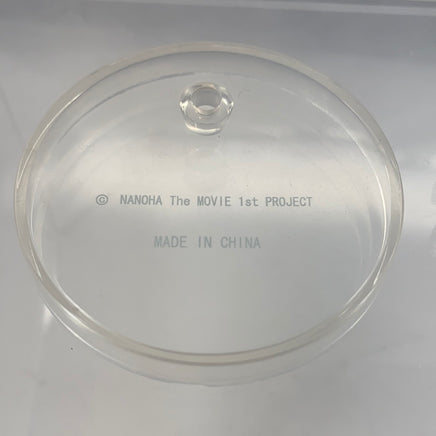 © NANOHA The MOVIE 1st PROJECT
MADE IN CHINA